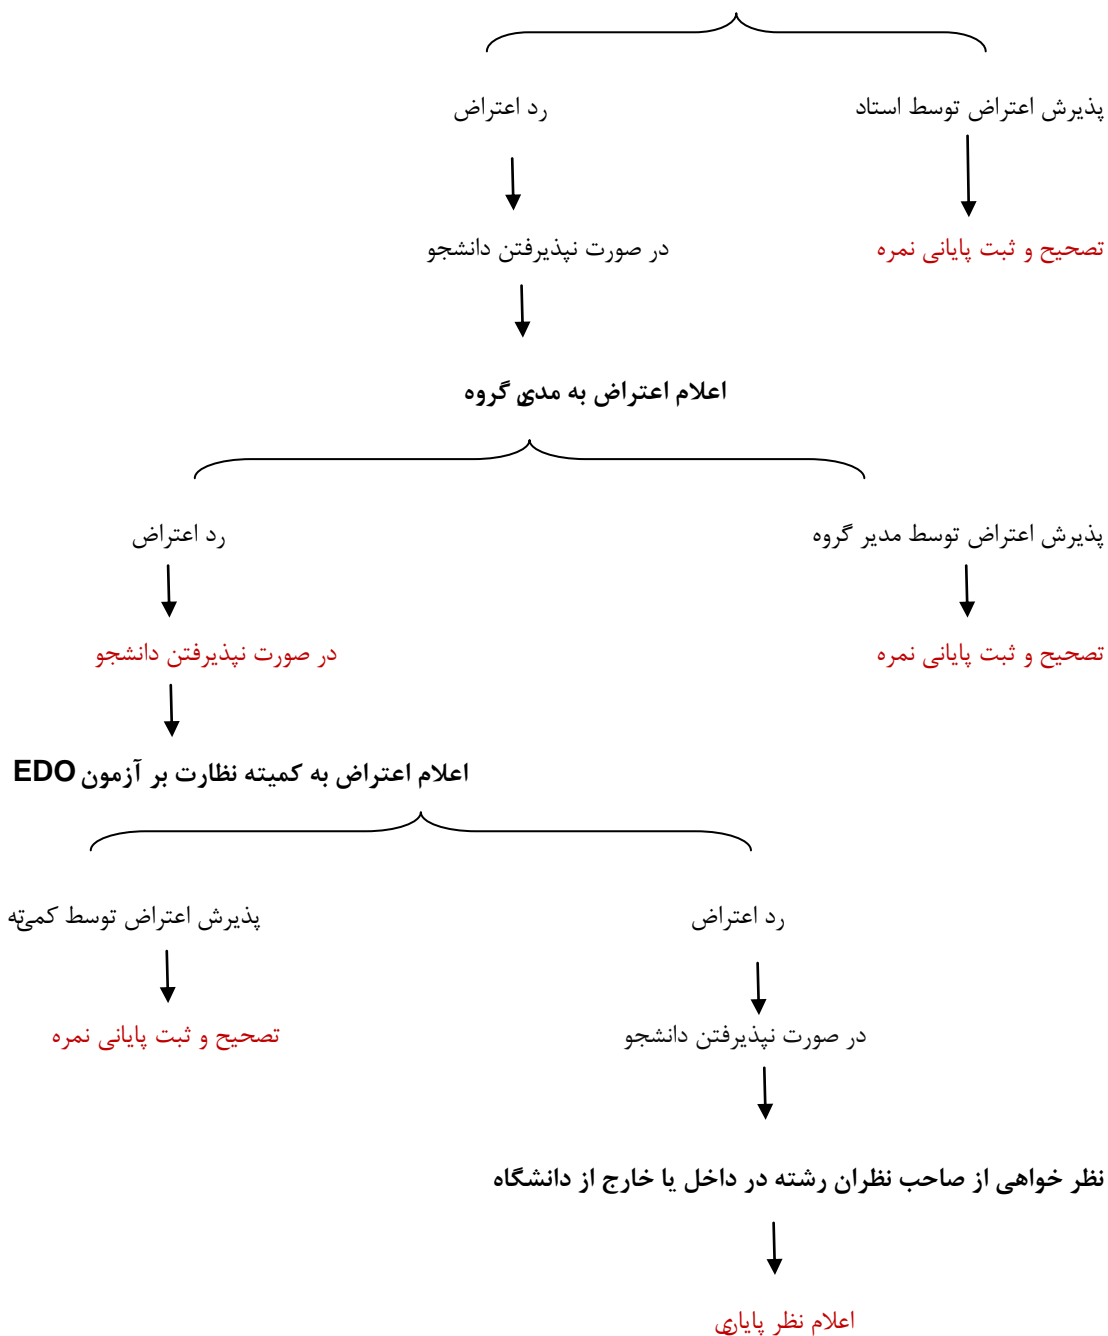 پذیرش اعتراض توسط استاد
رد اعتراض
تصحیح و ثبت پایانی نمره
در صورت نپذیرفتن دانشجو
اعلام اعتراض به مدیر گروه
پذیرش اعتراض توسط مدیر گروه
رد اعتراض
تصحیح و ثبت پایانی نمره
در صورت نپذیرفتن دانشجو
اعلام اعتراض به کمیته نظارت بر آزمون EDO
رد اعتراض
پذیرش اعتراض توسط کمیته
در صورت نپذیرفتن دانشجو
تصحیح و ثبت پایانی نمره
نظر خواهی از صاحب نظران رشته در داخل یا خارج از دانشگاه
اعلام نظر پایانی